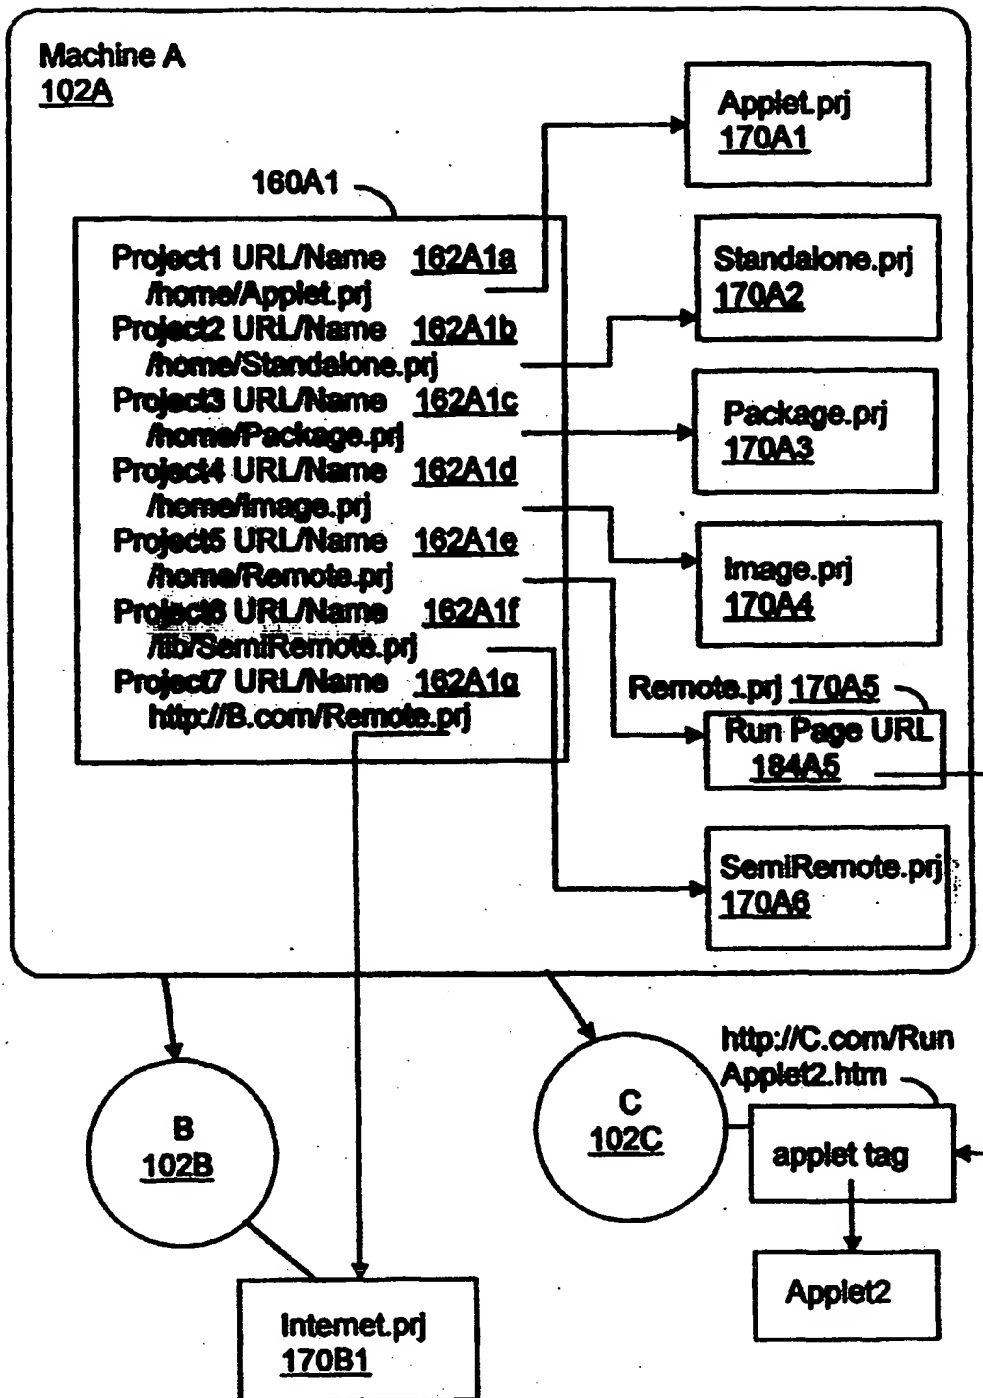 Machine A
102A
160A1
Project1 URL/Name 162A1a
/home/Applet.prj
Project2 URL/Name 162A1b
/home/Standalone.prj
Project3 URL/Name 162A1c
/home/Package.prj
Project4 URL/Name 162A1d
/home/Image.prj
Project5 URL/Name 162A1e
/home/Remote.prj
Project6 URL/Name 162A1f
/lib/SemiRemote.prj
Project7 URL/Name 162A1g
http://B.com/Remote.prj
Applet.prj
170A1
Standalone.prj
170A2
Package.prj
170A3
Image.prj
170A4
Remote.prj 170A5
Run Page URL
184A5
SemiRemote.prj
170A6
B
102B
C
102C
http://C.com/Run
Applet2.htm
applet tag
Applet2
Internet.prj
170B1